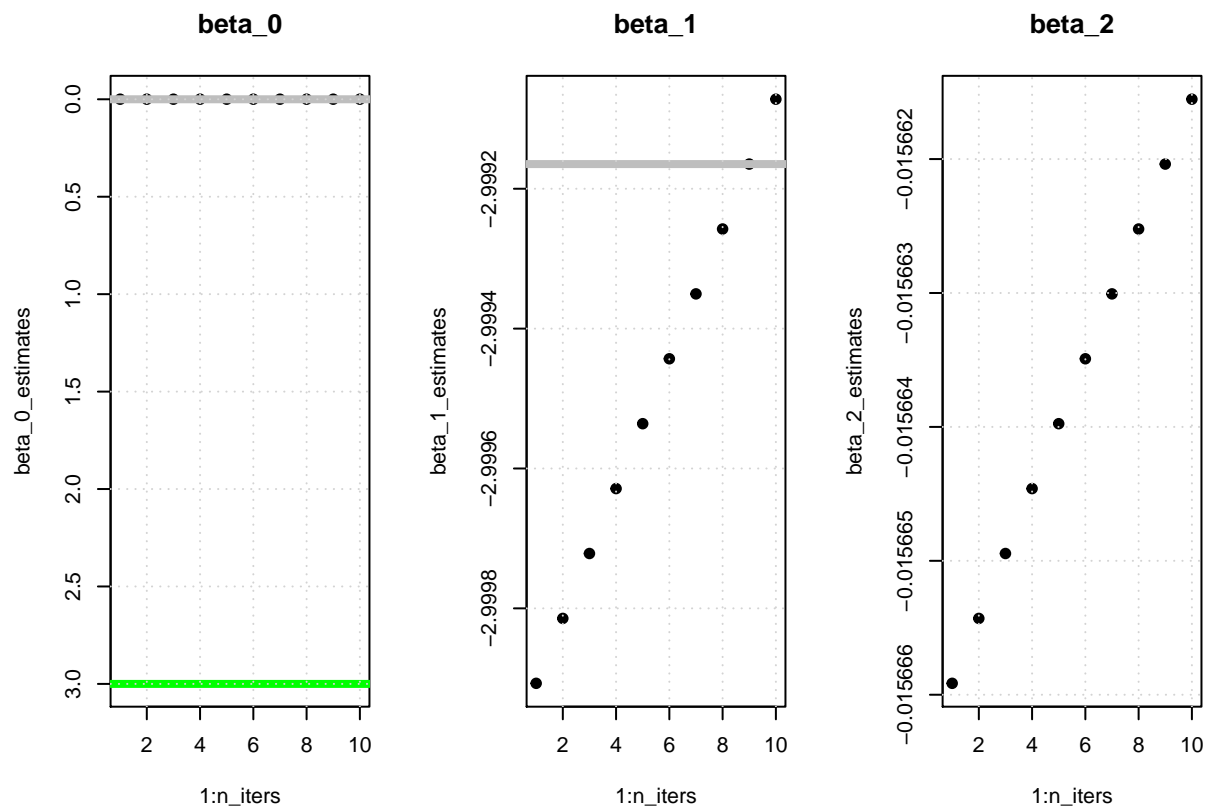 beta_0
beta_0_estimates
0.0
0.5
1.0
1.5
2.0
2.5
3.0
2 4 6 8 10
1:n_iters
beta_1
beta_1_estimates
−2.9992
−2.9994
−2.9996
−2.9998
2 4 6 8 10
1:n_iters
beta_2
beta_2_estimates
−0.015662
−0.015663
−0.015664
−0.015665
−0.015666
2 4 6 8 10
1:n_iters